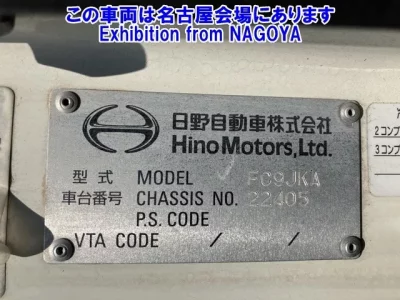 この車両は名古屋会場にあります
Exhibition from NAGOYA
日野自動車株式会社
Hino Motors, Ltd.
型式 MODEL FC9JKA
車台番号 CHASSIS NO. 22405
P.S. CODE
VTA CODE / /
2コンプ
3コンプ